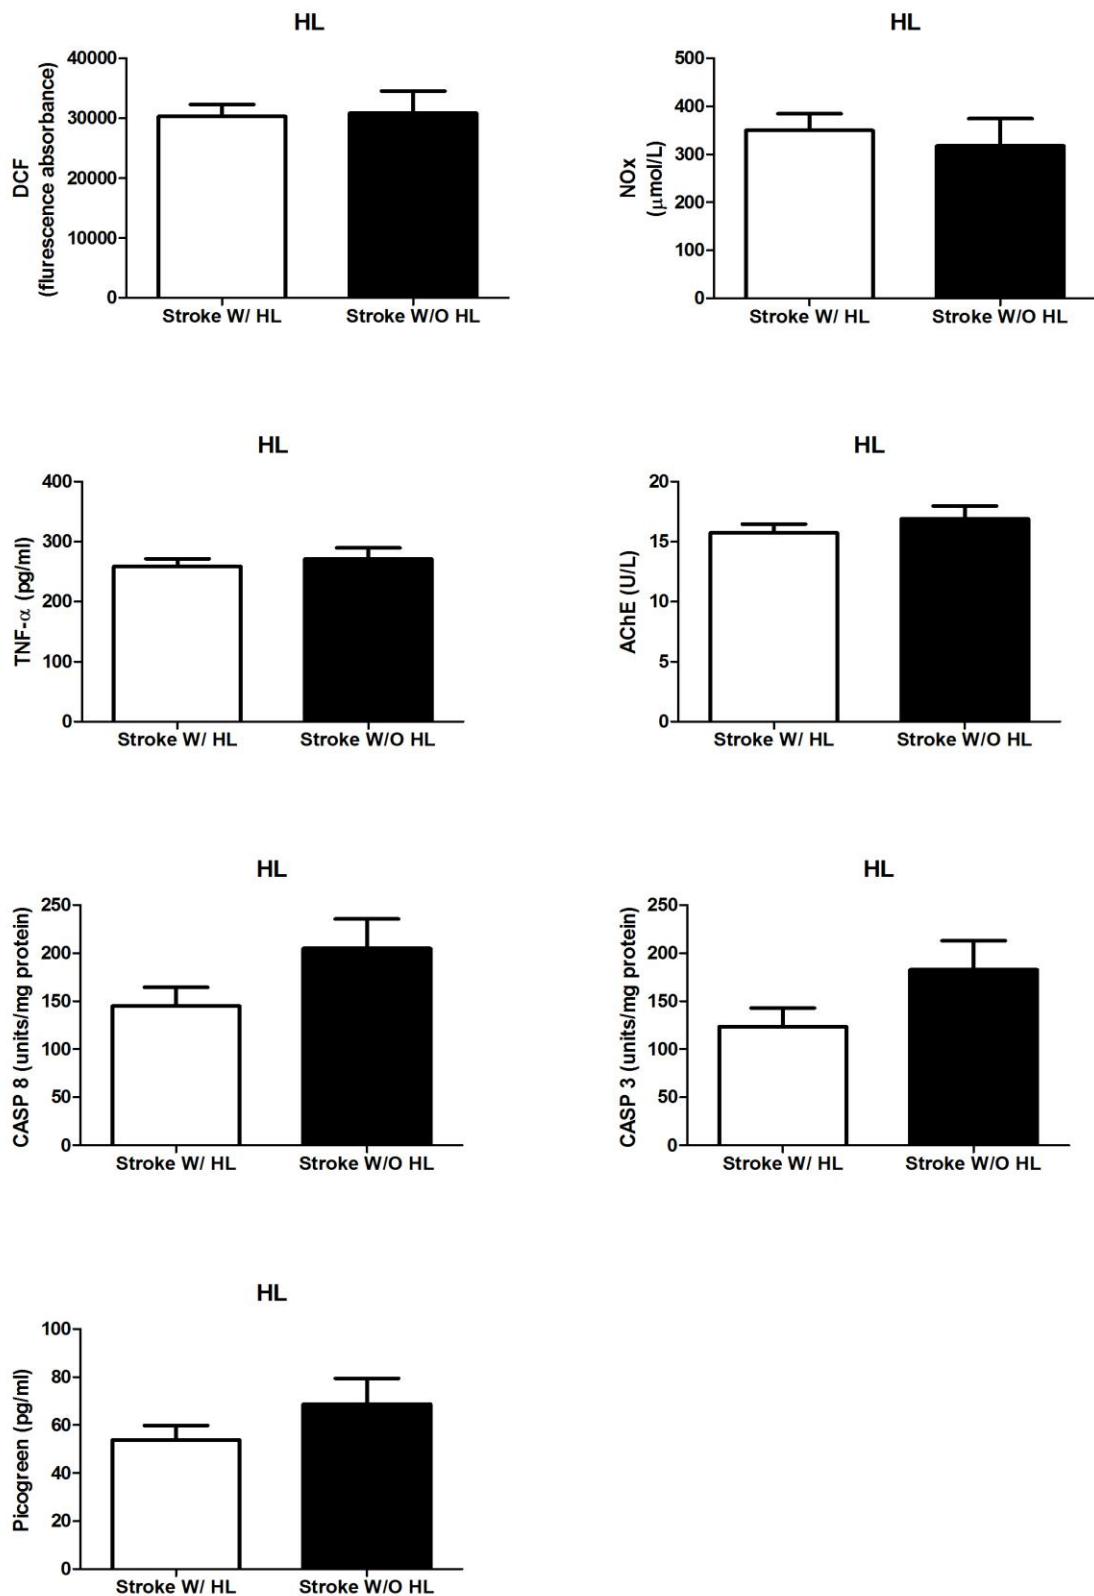 HL
DCF
(flurescence absorbance)
40000
30000
20000
10000
0
Stroke W/ HL Stroke W/O HL
HL
NOx
(μmol/L)
500
400
300
200
100
0
Stroke W/ HL Stroke W/O HL
HL
TNF-α (pg/ml)
400
300
200
100
0
Stroke W/ HL Stroke W/O HL
HL
AChE (U/L)
20
15
10
5
0
Stroke W/ HL Stroke W/O HL
HL
CASP 8 (units/mg protein)
250
200
150
100
50
0
Stroke W/ HL Stroke W/O HL
HL
CASP 3 (units/mg protein)
250
200
150
100
50
0
Stroke W/ HL Stroke W/O HL
HL
Picogreen (pg/ml)
100
80
60
40
20
0
Stroke W/ HL Stroke W/O HL